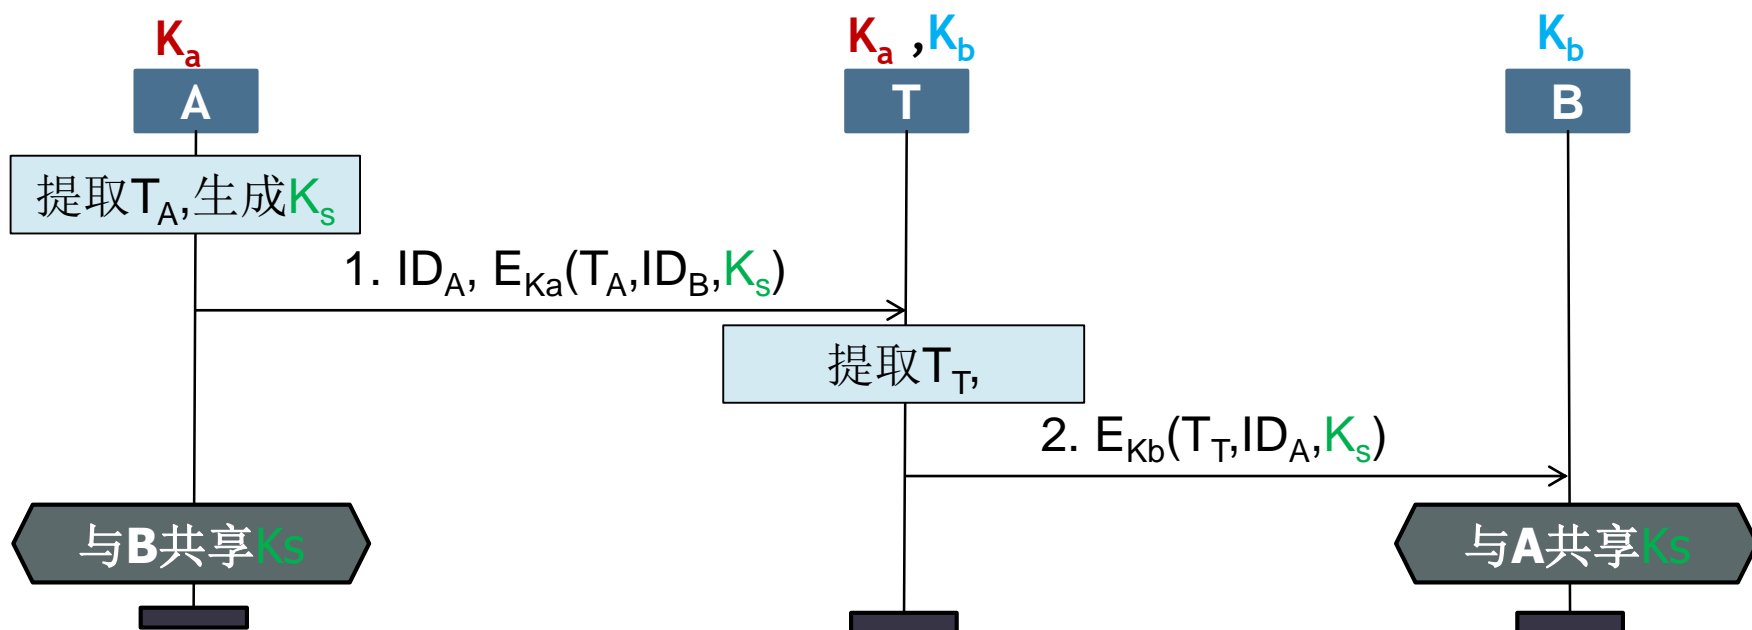 Ka
Ka ,Kb
Kb
A
T
B
提取TA,生成Ks
1. IDA, EKa(TA,IDB,Ks)
提取TT,
2. EKb(TT,IDA,Ks)
与B共享Ks
与A共享Ks